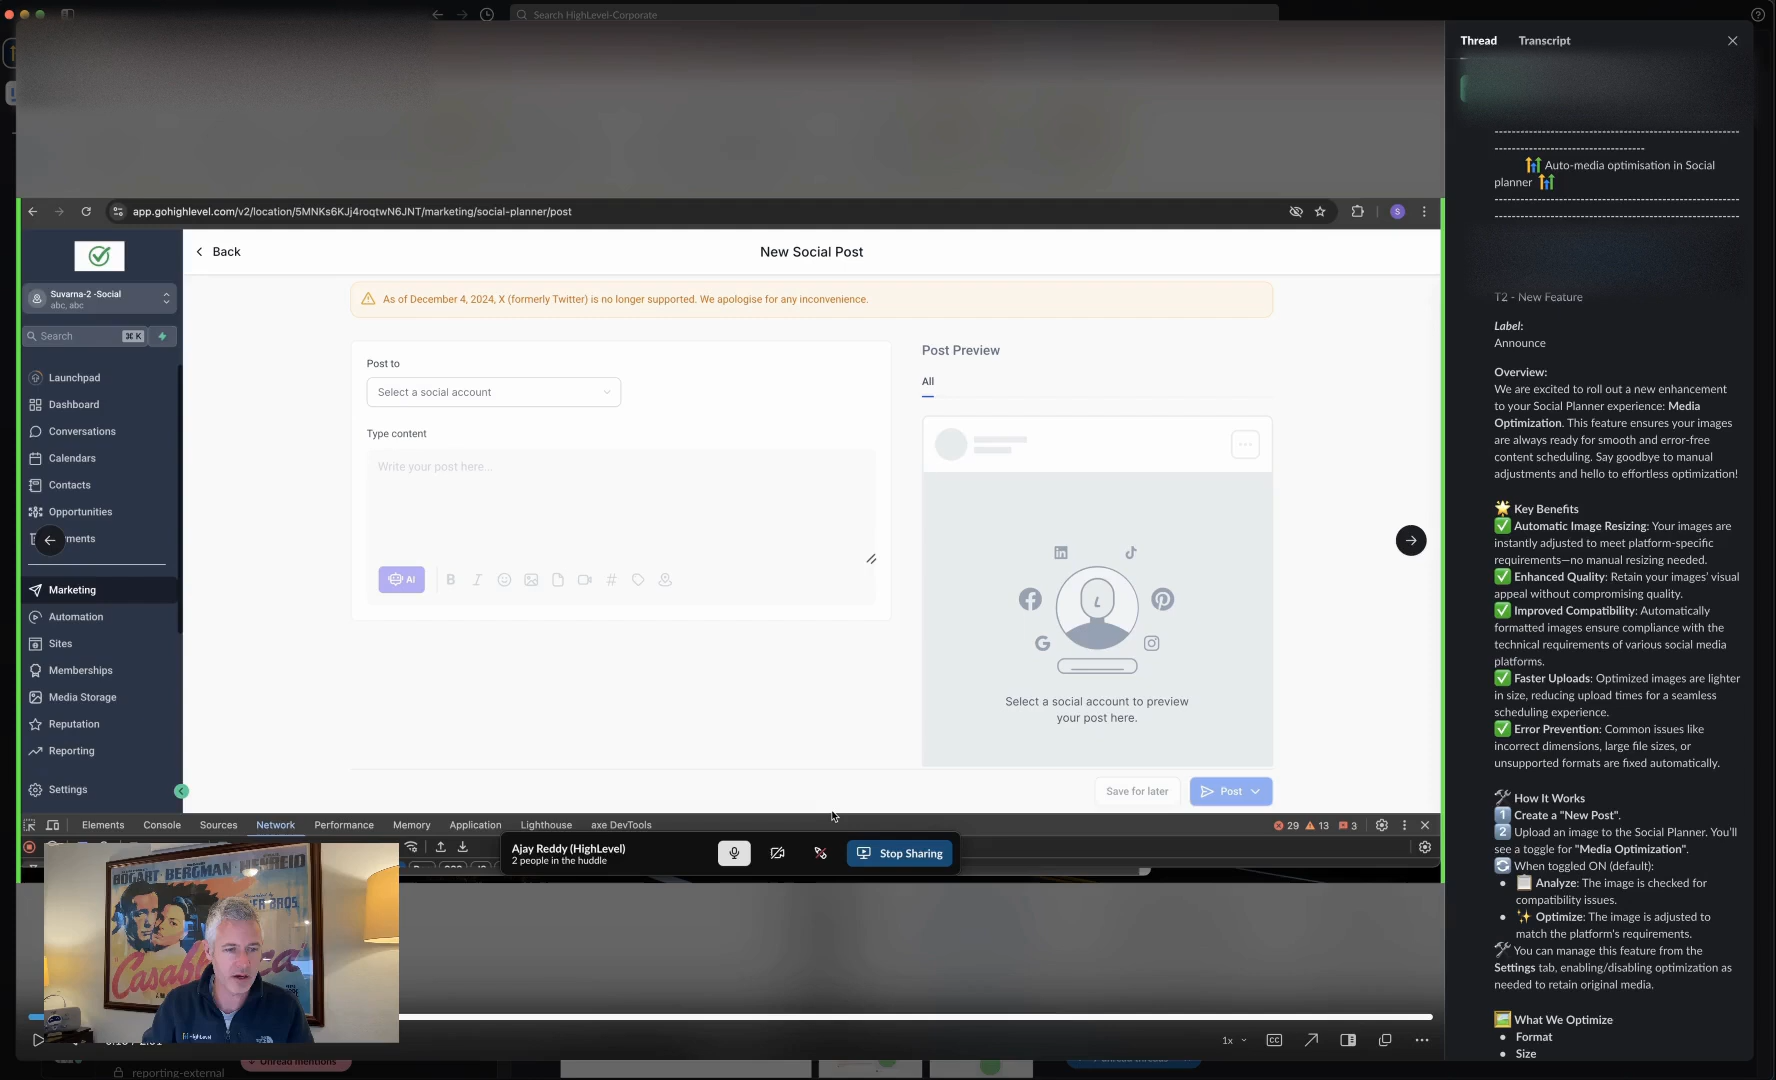 Search HighLevel-Corporate
app.gohighlevel.com/v2/location/5MNKs6KJj4roqtwN6JNT/marketing/social-planner/post
S
Suvarna-2 -Social
abc, abc
Search
⌘ K
Launchpad
Dashboard
Conversations
Calendars
Contacts
Opportunities
ments
Marketing
Automation
Sites
Memberships
Media Storage
Reputation
Reporting
Settings
Back
New Social Post
As of December 4, 2024, X (formerly Twitter) is no longer supported. We apologise for any inconvenience.
Post to
Select a social account
Type content
Write your post here...
AI
Post Preview
All
Select a social account to preview
your post here.
Save for later
Post
Elements Console Sources Network Performance Memory Application Lighthouse axe DevTools
29 13 3
Ajay Reddy (HighLevel)
2 people in the huddle
Stop Sharing
BOGART BERGMAN HENREID
1x
CC
reporting-external
Thread Transcript
Auto-media optimisation in Social
planner
T2 - New Feature
Label:
Announce
Overview:
We are excited to roll out a new enhancement
to your Social Planner experience: Media
Optimization. This feature ensures your images
are always ready for smooth and error-free
content scheduling. Say goodbye to manual
adjustments and hello to effortless optimization!
🌟 Key Benefits
✅ Automatic Image Resizing: Your images are
instantly adjusted to meet platform-specific
requirements—no manual resizing needed.
✅ Enhanced Quality: Retain your images' visual
appeal without compromising quality.
✅ Improved Compatibility: Automatically
formatted images ensure compliance with the
technical requirements of various social media
platforms.
✅ Faster Uploads: Optimized images are lighter
in size, reducing upload times for a seamless
scheduling experience.
✅ Error Prevention: Common issues like
incorrect dimensions, large file sizes, or
unsupported formats are fixed automatically.
🛠 How It Works
1️⃣ Create a "New Post".
2️⃣ Upload an image to the Social Planner. You'll
see a toggle for "Media Optimization".
🔄 When toggled ON (default):
• 📋 Analyze: The image is checked for
compatibility issues.
• ✨ Optimize: The image is adjusted to
match the platform's requirements.
🛠 You can manage this feature from the
Settings tab, enabling/disabling optimization as
needed to retain original media.
🖼 What We Optimize
• Format
• Size